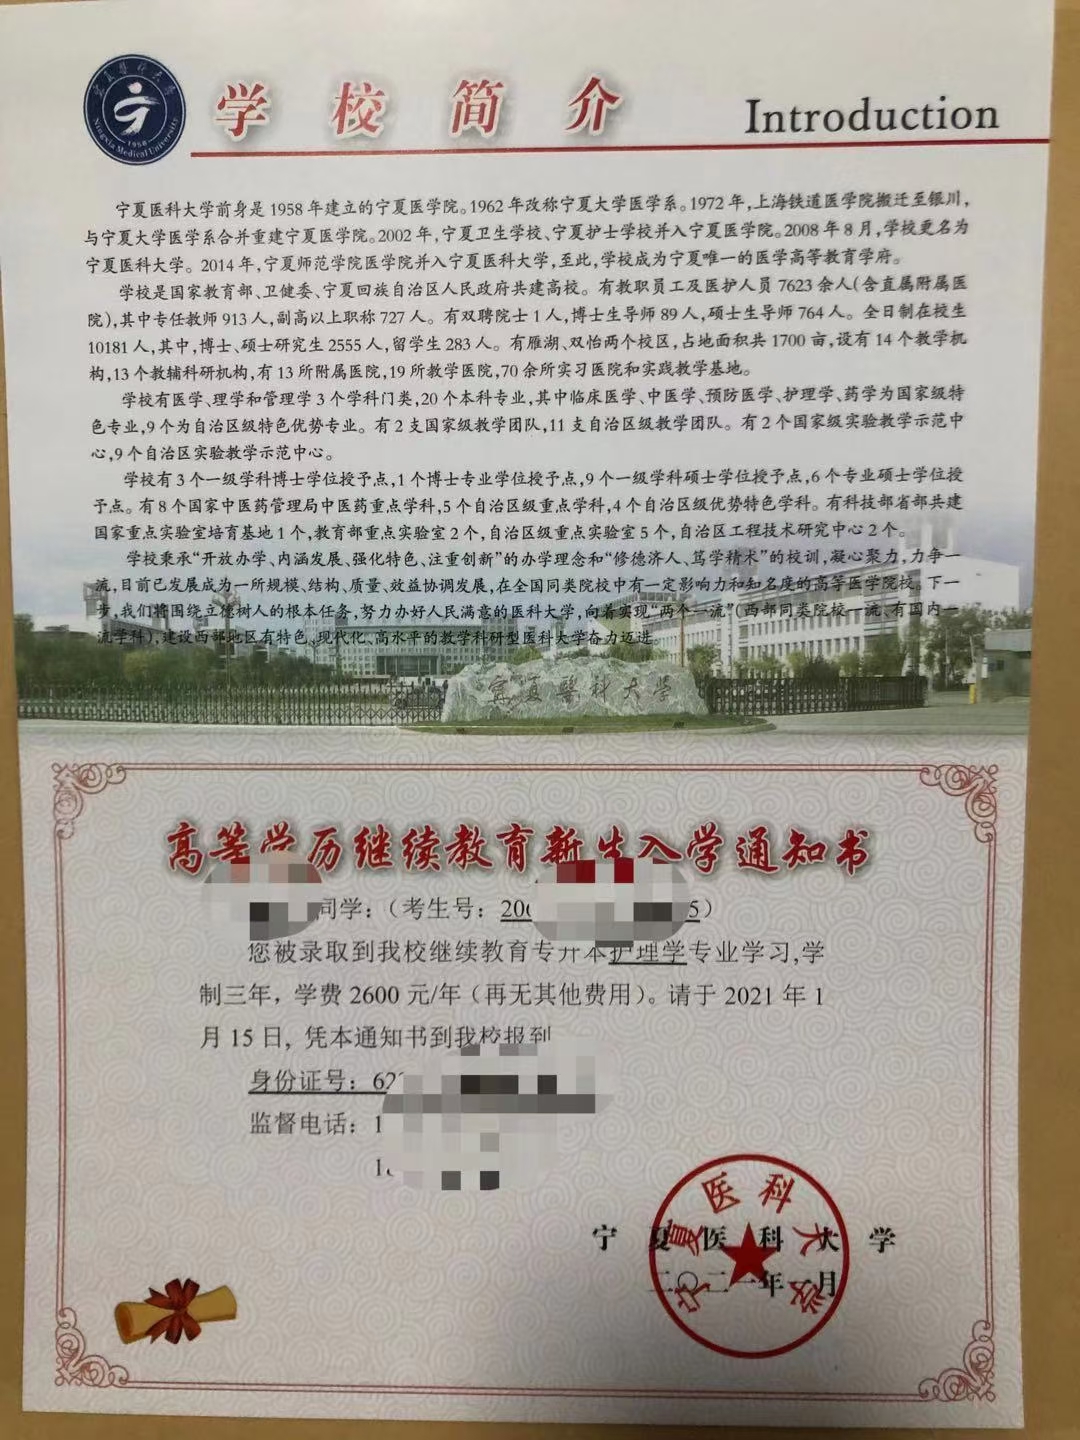 宁夏医科大学
Ningxia Medical University
1958
学校简介
Introduction
宁夏医科大学前身是1958年建立的宁夏医学院。1962年改称宁夏大学医学系。1972年,上海铁道医学院搬迁至银川,
与宁夏大学医学系合并重建宁夏医学院。2002年,宁夏卫生学校、宁夏护士学校并入宁夏医学院。2008年8月,学校更名为
宁夏医科大学。2014年,宁夏师范学院医学院并入宁夏医科大学,至此,学校成为宁夏唯一的医学高等教育学府。
学校是国家教育部、卫健委、宁夏回族自治区人民政府共建高校。有教职员工及医护人员7623余人(含直属附属医
院),其中专任教师913人,副高以上职称727人。有双聘院士1人,博士生导师89人,硕士生导师764人。全日制在校生
10181人,其中,博士、硕士研究生2555人,留学生283人。有雁湖、双怡两个校区,占地面积共1700亩,设有14个教学机
构,13个教辅科研机构,有13所附属医院,19所教学医院,70余所实习医院和实践教学基地。
学校有医学、理学和管理学3个学科门类,20个本科专业,其中临床医学、中医学、预防医学、护理学、药学为国家级特
色专业,9个为自治区级特色优势专业。有2支国家级教学团队,11支自治区级教学团队。有2个国家级实验教学示范中
心,9个自治区实验教学示范中心。
学校有3个一级学科博士学位授予点,1个博士专业学位授予点,9个一级学科硕士学位授予点,6个专业硕士学位授
予点。有8个国家中医药管理局中医药重点学科,5个自治区级重点学科,4个自治区级优势特色学科。有科技部省部共建
国家重点实验室培育基地1个,教育部重点实验室2个,自治区级重点实验室5个,自治区工程技术研究中心2个。
学校秉承“开放办学、内涵发展、强化特色、注重创新”的办学理念和“修德济人、笃学精术”的校训,凝心聚力,力争一
流,目前已发展成为一所规模、结构、质量、效益协调发展,在全国同类院校中有一定影响力和知名度的高等医学院校。下一
步,我们将围绕立德树人的根本任务,努力办好人民满意的医科大学,向着实现“两个一流”(西部同类院校一流、有国内一
流学科),建设西部地区有特色、现代化、高水平的教学科研型医科大学奋力迈进。
宁夏医科大学
高等学历继续教育新生入学通知书
同学：（考生号：20 5）
您被录取到我校继续教育专升本护理学专业学习,学
制三年，学费2600元/年（再无其他费用）。请于2021年1
月15日, 凭本通知书到我校报到
身份证号：62
监督电话：1
1
宁夏医科大学
二〇二一年一月
宁夏医科大学